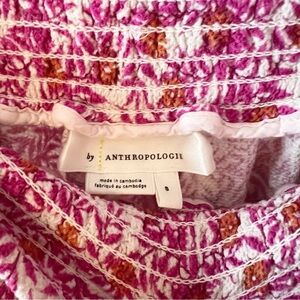 by ANTHROPOLOGIE
made in cambodia
fabriqué au cambodge
S